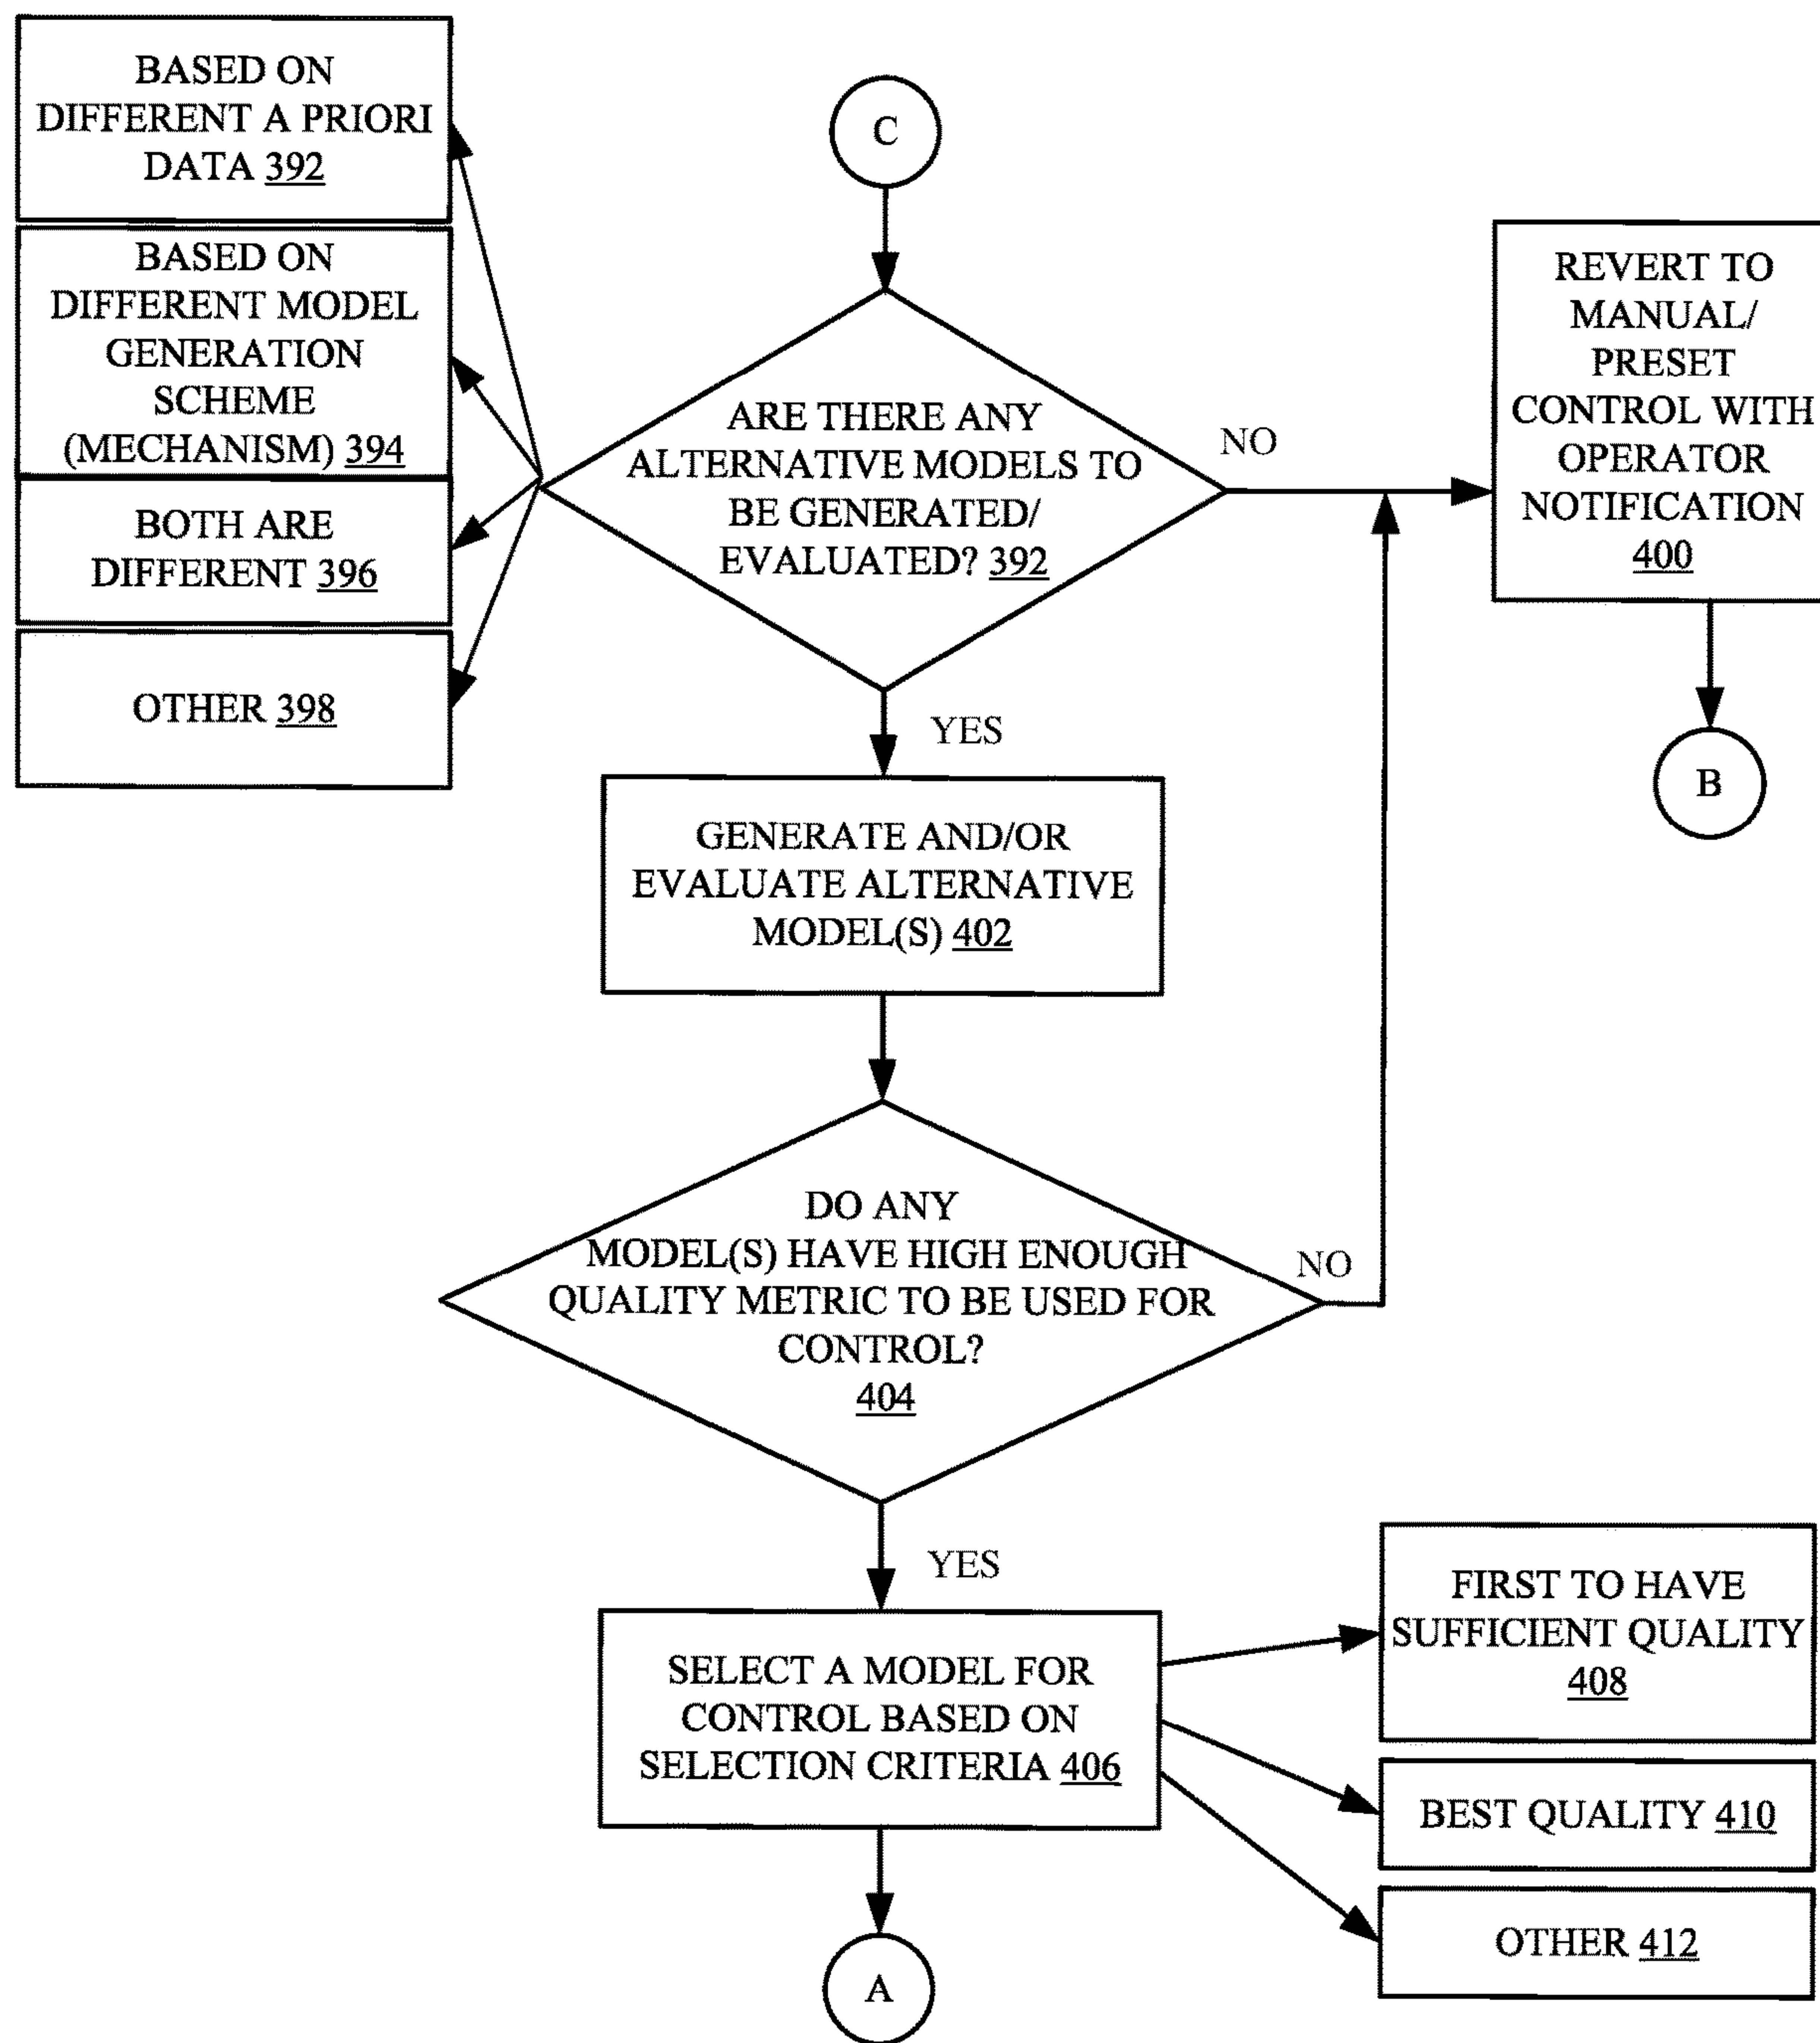 BASED ON
DIFFERENT A PRIORI
DATA 392
BASED ON
DIFFERENT MODEL
GENERATION
SCHEME
(MECHANISM) 394
BOTH ARE
DIFFERENT 396
OTHER 398
C
ARE THERE ANY
ALTERNATIVE MODELS TO
BE GENERATED/
EVALUATED? 392
NO
REVERT TO
MANUAL/
PRESET
CONTROL WITH
OPERATOR
NOTIFICATION
400
B
YES
GENERATE AND/OR
EVALUATE ALTERNATIVE
MODEL(S) 402
DO ANY
MODEL(S) HAVE HIGH ENOUGH
QUALITY METRIC TO BE USED FOR
CONTROL?
404
NO
YES
SELECT A MODEL FOR
CONTROL BASED ON
SELECTION CRITERIA 406
FIRST TO HAVE
SUFFICIENT QUALITY
408
BEST QUALITY 410
OTHER 412
A